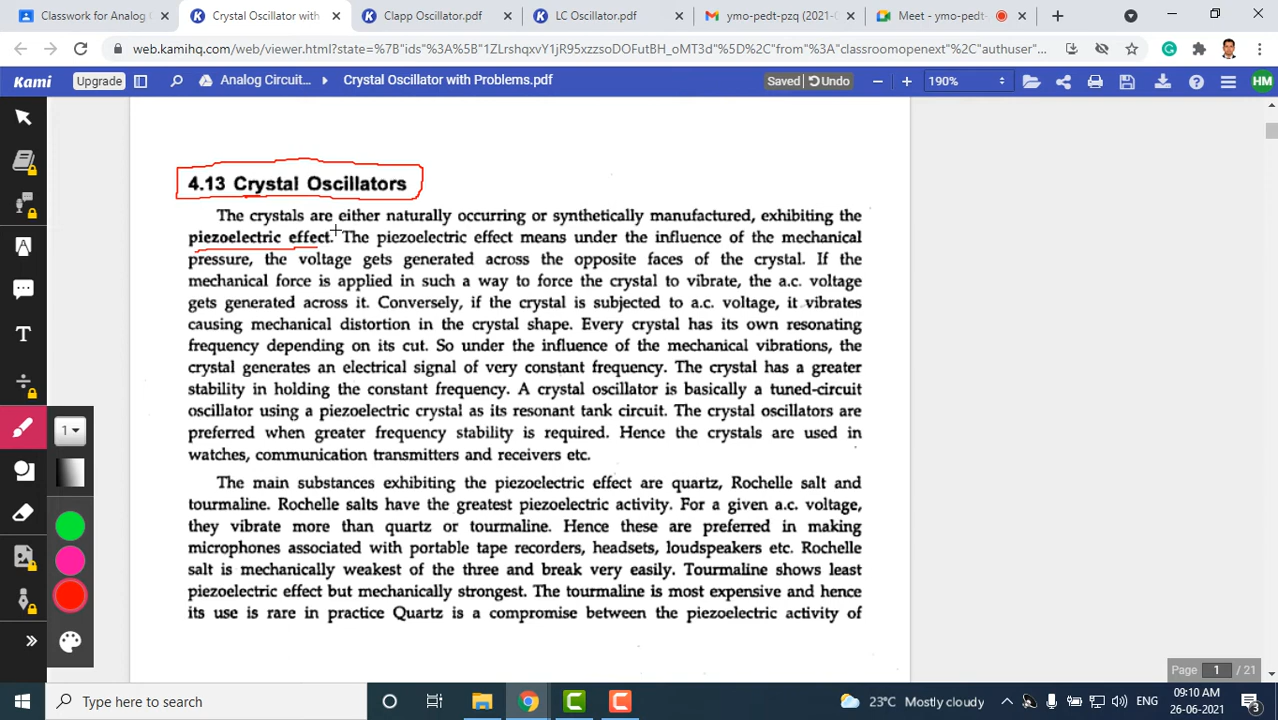 Classwork for Analog C
Crystal Oscillator with
Clapp Oscillator.pdf
LC Oscillator.pdf
ymo-pedt-pzq (2021-0
Meet - ymo-pedt-
web.kamihq.com/web/viewer.html?state=%7B"ids"%3A%5B"1ZLrshqxvY1jR95xzzsoDOFutBH_oMT3d"%5D%2C"from"%3A"classroomopenext"%2C"authuser"...
Kami
Upgrade
Analog Circuit...
Crystal Oscillator with Problems.pdf
Saved
Undo
190%
HM
4.13 Crystal Oscillators
The crystals are either naturally occurring or synthetically manufactured, exhibiting the
piezoelectric effect. The piezoelectric effect means under the influence of the mechanical
pressure, the voltage gets generated across the opposite faces of the crystal. If the
mechanical force is applied in such a way to force the crystal to vibrate, the a.c. voltage
gets generated across it. Conversely, if the crystal is subjected to a.c. voltage, it vibrates
causing mechanical distortion in the crystal shape. Every crystal has its own resonating
frequency depending on its cut. So under the influence of the mechanical vibrations, the
crystal generates an electrical signal of very constant frequency. The crystal has a greater
stability in holding the constant frequency. A crystal oscillator is basically a tuned-circuit
oscillator using a piezoelectric crystal as its resonant tank circuit. The crystal oscillators are
preferred when greater frequency stability is required. Hence the crystals are used in
watches, communication transmitters and receivers etc.
The main substances exhibiting the piezoelectric effect are quartz, Rochelle salt and
tourmaline. Rochelle salts have the greatest piezoelectric activity. For a given a.c. voltage,
they vibrate more than quartz or tourmaline. Hence these are preferred in making
microphones associated with portable tape recorders, headsets, loudspeakers etc. Rochelle
salt is mechanically weakest of the three and break very easily. Tourmaline shows least
piezoelectric effect but mechanically strongest. The tourmaline is most expensive and hence
its use is rare in practice Quartz is a compromise between the piezoelectric activity of
1
Page 1 / 21
Type here to search
23°C Mostly cloudy
ENG
09:10 AM
26-06-2021
3